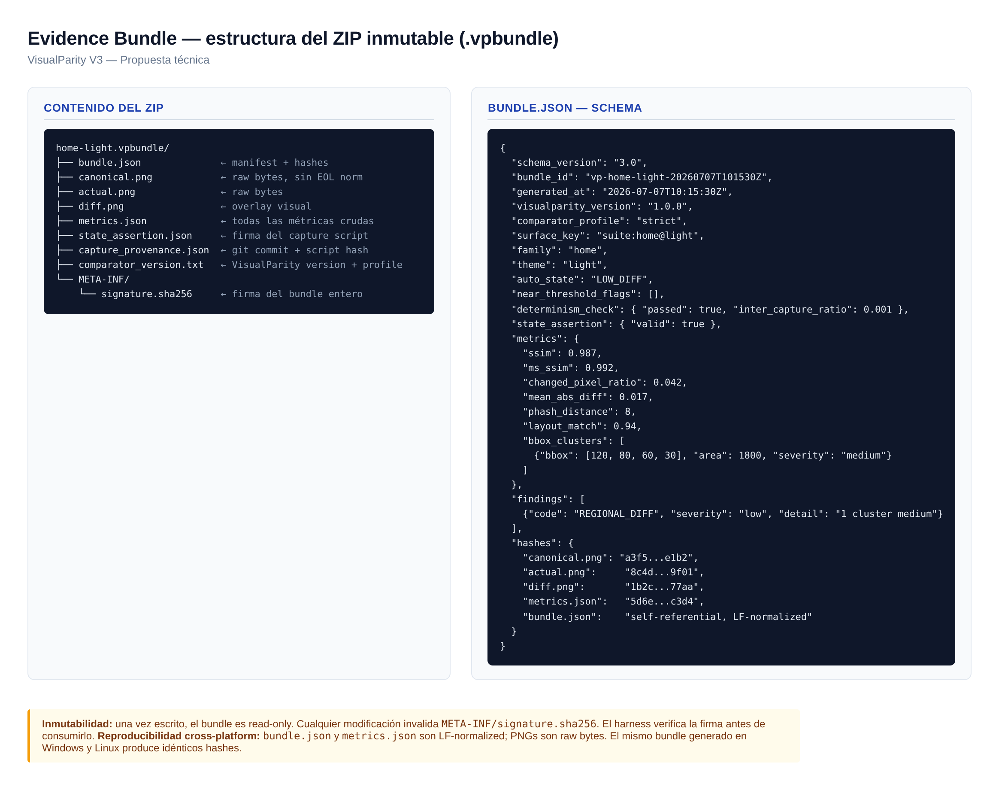 Evidence Bundle — estructura del ZIP inmutable (.vpbundle)
VisualParity V3 — Propuesta técnica
CONTENIDO DEL ZIP
home-light.vpbundle/
├── bundle.json              ← manifest + hashes
├── canonical.png            ← raw bytes, sin EOL norm
├── actual.png               ← raw bytes
├── diff.png                 ← overlay visual
├── metrics.json             ← todas las métricas crudas
├── state_assertion.json     ← firma del capture script
├── capture_provenance.json  ← git commit + script hash
├── comparator_version.txt   ← VisualParity version + profile
└── META-INF/
    └── signature.sha256     ← firma del bundle entero
BUNDLE.JSON — SCHEMA
{
  "schema_version": "3.0",
  "bundle_id": "vp-home-light-20260707T101530Z",
  "generated_at": "2026-07-07T10:15:30Z",
  "visualparity_version": "1.0.0",
  "comparator_profile": "strict",
  "surface_key": "suite:home@light",
  "family": "home",
  "theme": "light",
  "auto_state": "LOW_DIFF",
  "near_threshold_flags": [],
  "determinism_check": { "passed": true, "inter_capture_ratio": 0.001 },
  "state_assertion": { "valid": true },
  "metrics": {
    "ssim": 0.987,
    "ms_ssim": 0.992,
    "changed_pixel_ratio": 0.042,
    "mean_abs_diff": 0.017,
    "phash_distance": 8,
    "layout_match": 0.94,
    "bbox_clusters": [
      {"bbox": [120, 80, 60, 30], "area": 1800, "severity": "medium"}
    ]
  },
  "findings": [
    {"code": "REGIONAL_DIFF", "severity": "low", "detail": "1 cluster medium"}
  ],
  "hashes": {
    "canonical.png": "a3f5...e1b2",
    "actual.png":     "8c4d...9f01",
    "diff.png":       "1b2c...77aa",
    "metrics.json":   "5d6e...c3d4",
    "bundle.json":    "self-referential, LF-normalized"
  }
}
Inmutabilidad: una vez escrito, el bundle es read-only. Cualquier modificación invalida META-INF/signature.sha256. El harness verifica la firma antes de
consumirlo. Reproducibilidad cross-platform: bundle.json y metrics.json son LF-normalized; PNGs son raw bytes. El mismo bundle generado en
Windows y Linux produce idénticos hashes.